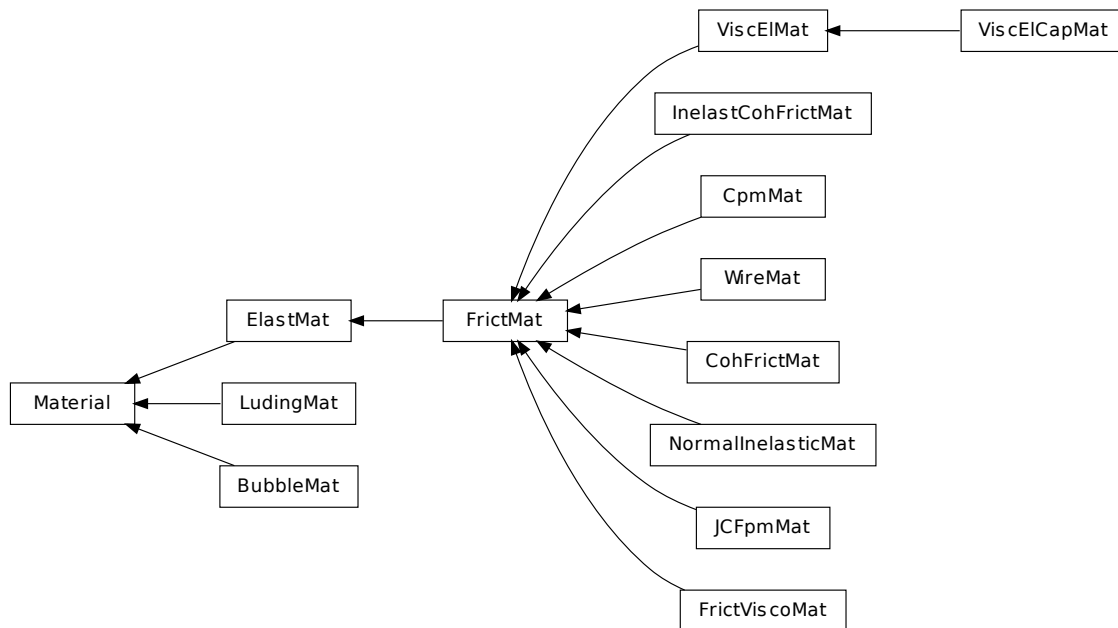 ViscElMat
ViscElCapMat
InelastCohFrictMat
CpmMat
WireMat
ElastMat
FrictMat
CohFrictMat
Material
LudingMat
NormalInelasticMat
BubbleMat
JCFpmMat
FrictViscoMat